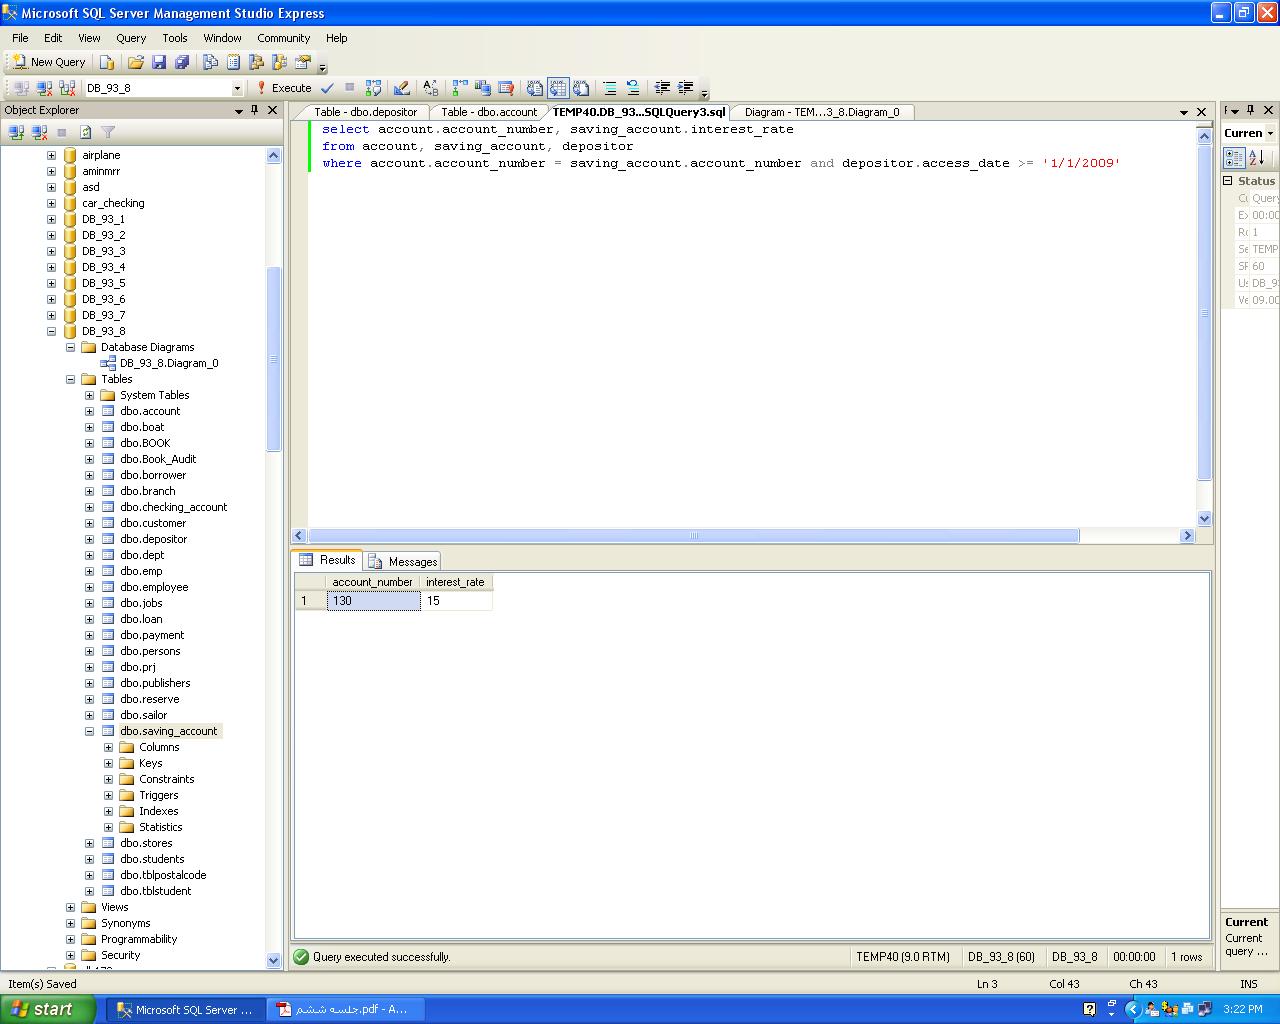 Microsoft SQL Server Management Studio Express
File Edit View Query Tools Window Community Help
New Query
DB_93_8 Execute
Object Explorer
airplane
aminmrr
asd
car_checking
DB_93_1
DB_93_2
DB_93_3
DB_93_4
DB_93_5
DB_93_6
DB_93_7
DB_93_8
Database Diagrams
DB_93_8.Diagram_0
Tables
System Tables
dbo.account
dbo.boat
dbo.BOOK
dbo.Book_Audit
dbo.borrower
dbo.branch
dbo.checking_account
dbo.customer
dbo.depositor
dbo.dept
dbo.emp
dbo.employee
dbo.jobs
dbo.loan
dbo.payment
dbo.persons
dbo.prj
dbo.publishers
dbo.reserve
dbo.sailor
dbo.saving_account
Columns
Keys
Constraints
Triggers
Indexes
Statistics
dbo.stores
dbo.students
dbo.tblpostalcode
dbo.tblstudent
Views
Synonyms
Programmability
Security
Table - dbo.depositor Table - dbo.account TEMP40.DB_93...SQLQuery3.sql Diagram - TEM...3_8.Diagram_0
select account.account_number, saving_account.interest_rate
from account, saving_account, depositor
where account.account_number = saving_account.account_number and depositor.access_date >= '1/1/2009'
Results Messages
account_number interest_rate
1 130 15
Query executed successfully. TEMP40 (9.0 RTM) DB_93_8 (60) DB_93_8 00:00:00 1 rows
Curren
Status
Query
00:00
1
TEMP
60
DB_9
09.00
Current
Current
query ...
Item(s) Saved Ln 3 Col 43 Ch 43 INS
start Microsoft SQL Server ... جلسه ششم.pdf - A... 3:22 PM